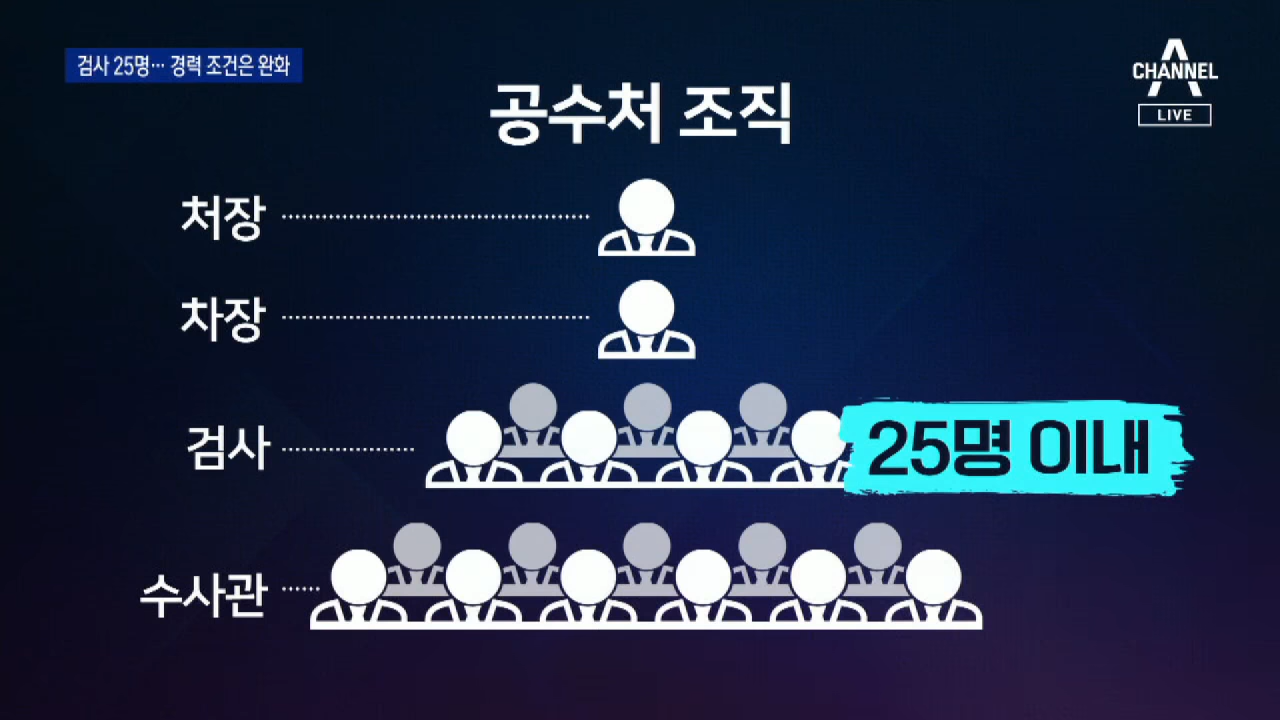 검사 25명… 경력 조건은 완화
CHANNEL A
LIVE
공수처 조직
처장
차장
검사
25명 이내
수사관